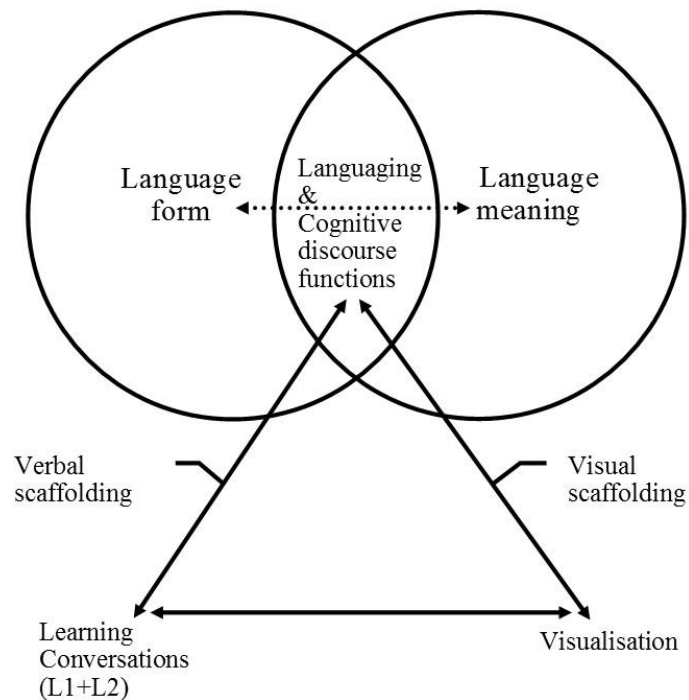 Language
form
Languaging
&
Cognitive
discourse
functions
Language
meaning
Verbal
scaffolding
Visual
scaffolding
Learning
Conversations
(L1+L2)
Visualisation